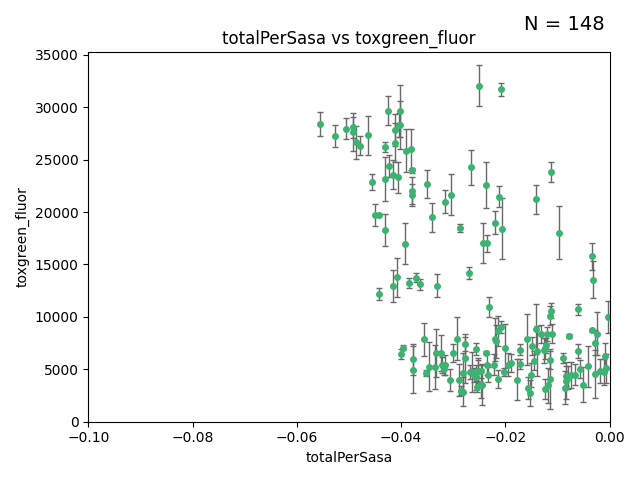 N = 148
totalPerSasa vs toxgreen_fluor
35000
30000
25000
20000
15000
10000
5000
0
toxgreen_fluor
−0.10 −0.08 −0.06 −0.04 −0.02 0.00
totalPerSasa